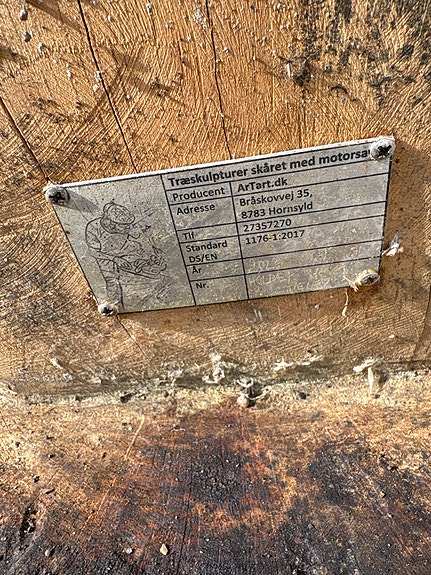 Træskulpturer skåret med motorsa
Producent ArTart.dk
Adresse Bråskovvej 35,
8783 Hornsyld
Tlf 27357270
Standard 1176-1:2017
DS/EN
År
Nr.